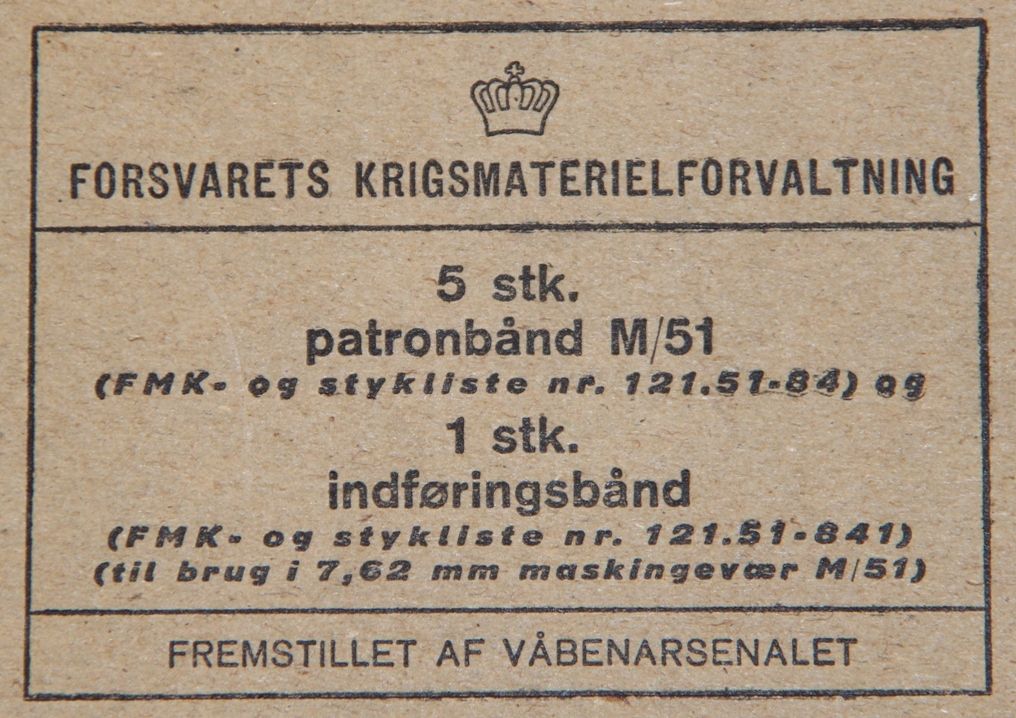 FORSVARETS KRIGSMATERIELFORVALTNING
5 stk.
patronbånd M/51
(FMK- og stykliste nr. 121.51-84) og
1 stk.
indføringsbånd
(FMK- og stykliste nr. 121.51-841)
(til brug i 7,62 mm maskingevær M/51)
FREMSTILLET AF VÅBENARSENALET